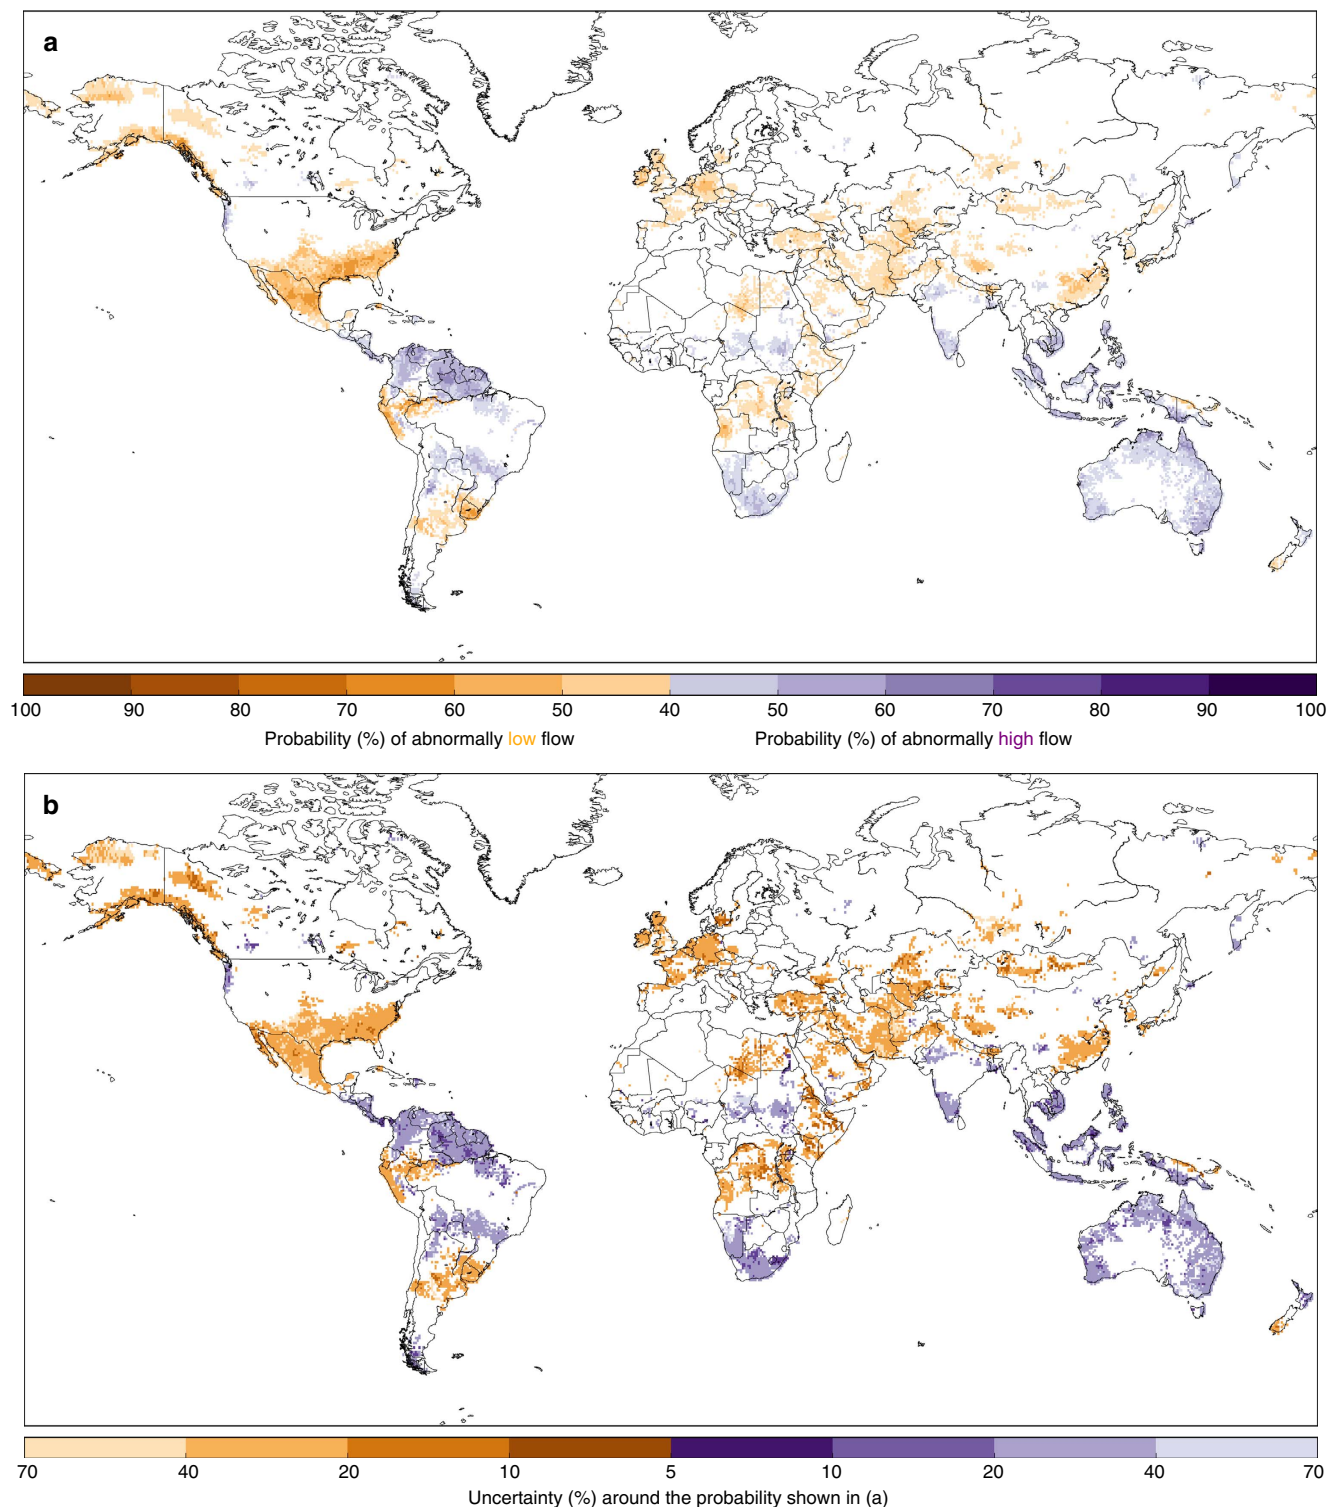 a
100 90 80 70 60 50 40 50 60 70 80 90 100
Probability (%) of abnormally low flow Probability (%) of abnormally high flow
b
70 40 20 10 5 10 20 40 70
Uncertainty (%) around the probability shown in (a)